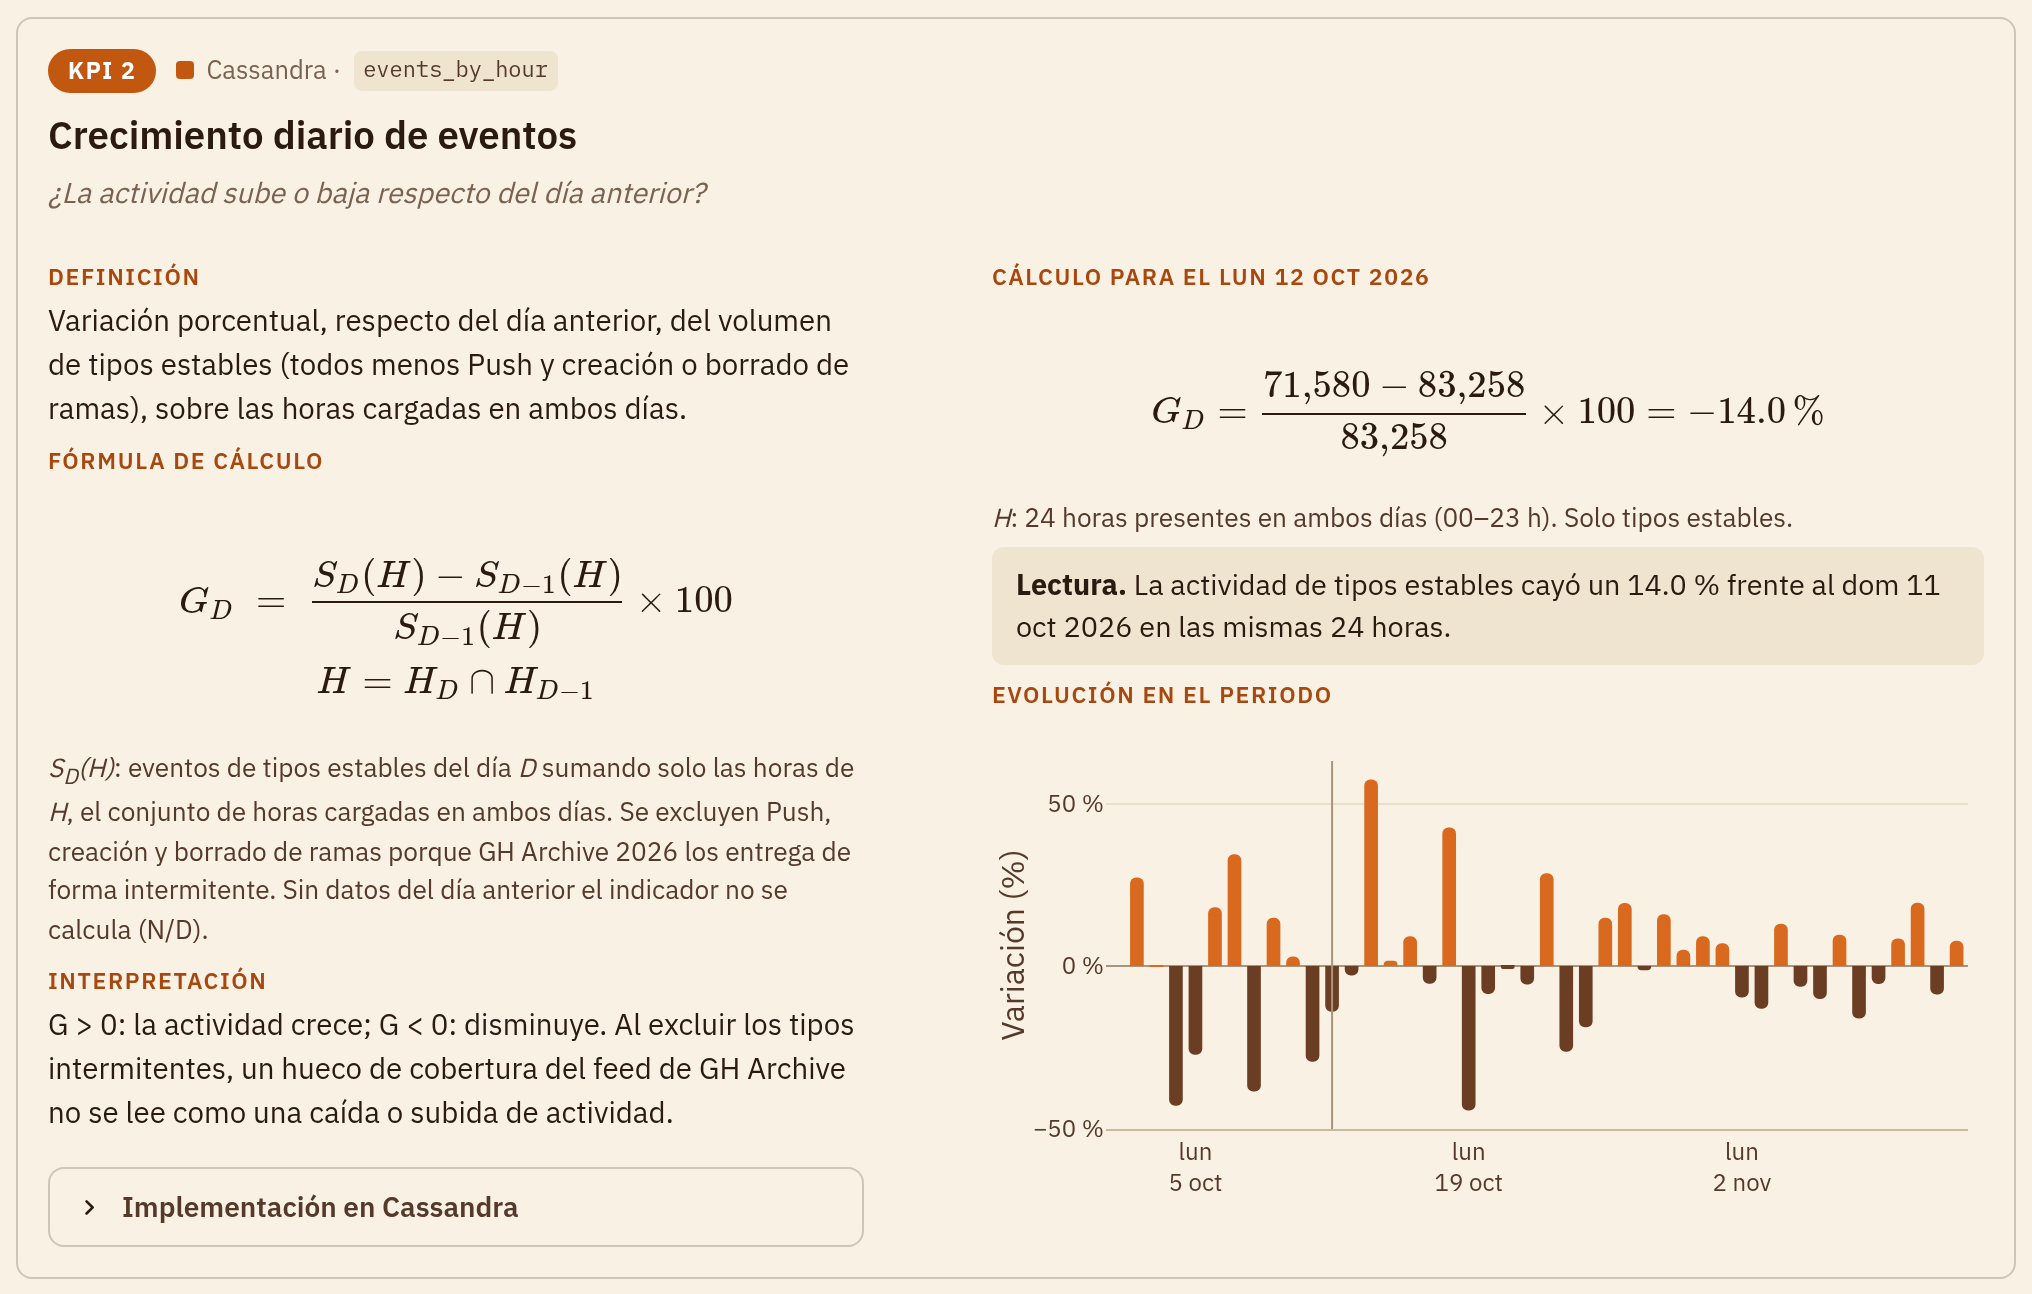 KPI 2 Cassandra · events_by_hour
Crecimiento diario de eventos
¿La actividad sube o baja respecto del día anterior?
DEFINICIÓN
Variación porcentual, respecto del día anterior, del volumen
de tipos estables (todos menos Push y creación o borrado de
ramas), sobre las horas cargadas en ambos días.
FÓRMULA DE CÁLCULO
G_D = \frac{S_D(H) − S_{D−1}(H)}{S_{D−1}(H)} × 100
H = H_D ∩ H_{D−1}
S_D(H): eventos de tipos estables del día D sumando solo las horas de
H, el conjunto de horas cargadas en ambos días. Se excluyen Push,
creación y borrado de ramas porque GH Archive 2026 los entrega de
forma intermitente. Sin datos del día anterior el indicador no se
calcula (N/D).
INTERPRETACIÓN
G > 0: la actividad crece; G < 0: disminuye. Al excluir los tipos
intermitentes, un hueco de cobertura del feed de GH Archive
no se lee como una caída o subida de actividad.
Implementación en Cassandra
CÁLCULO PARA EL LUN 12 OCT 2026
G_D = \frac{71,580 − 83,258}{83,258} × 100 = −14.0 %
H: 24 horas presentes en ambos días (00–23 h). Solo tipos estables.
Lectura. La actividad de tipos estables cayó un 14.0 % frente al dom 11
oct 2026 en las mismas 24 horas.
EVOLUCIÓN EN EL PERIODO
Variación (%)
50 %
0 %
−50 %
lun
5 oct
lun
19 oct
lun
2 nov